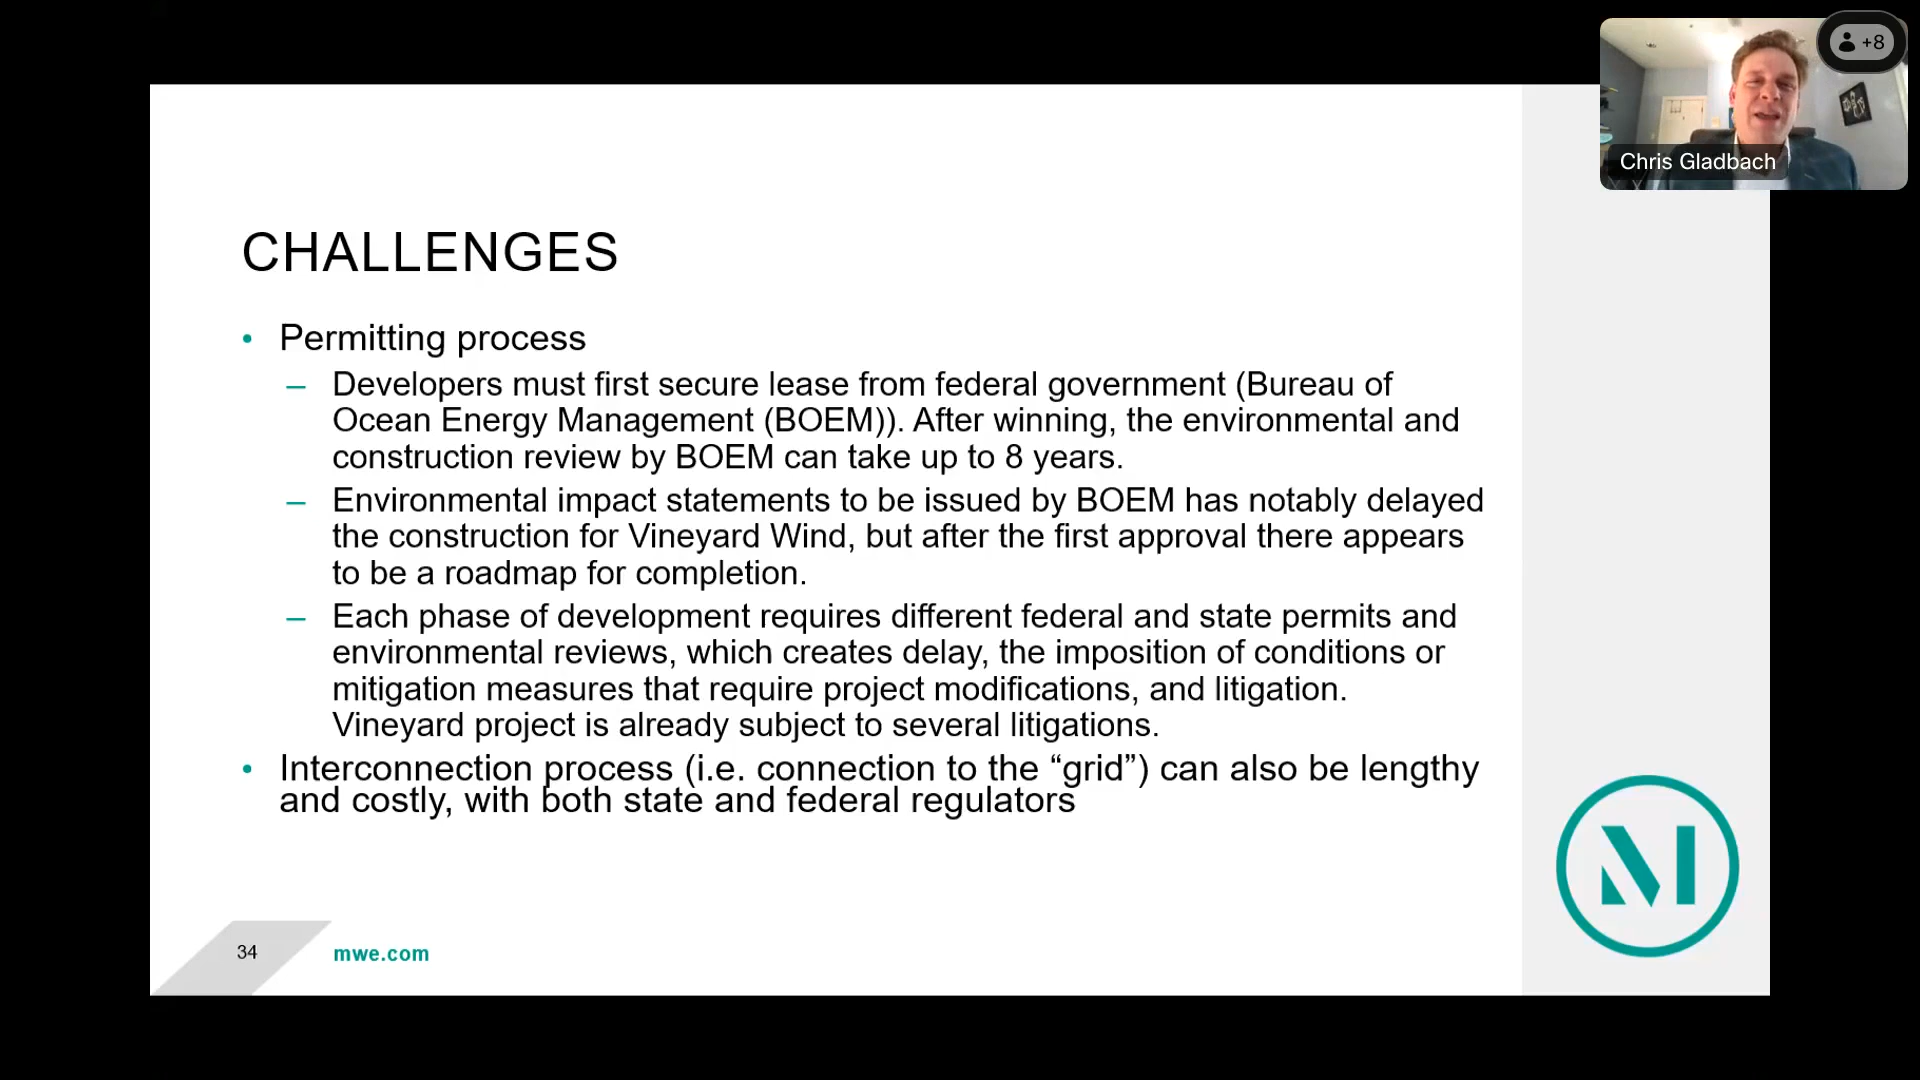 +8
Chris Gladbach
CHALLENGES
• Permitting process
– Developers must first secure lease from federal government (Bureau of
Ocean Energy Management (BOEM)). After winning, the environmental and
construction review by BOEM can take up to 8 years.
– Environmental impact statements to be issued by BOEM has notably delayed
the construction for Vineyard Wind, but after the first approval there appears
to be a roadmap for completion.
– Each phase of development requires different federal and state permits and
environmental reviews, which creates delay, the imposition of conditions or
mitigation measures that require project modifications, and litigation.
Vineyard project is already subject to several litigations.
• Interconnection process (i.e. connection to the “grid”) can also be lengthy
and costly, with both state and federal regulators
34
mwe.com
M